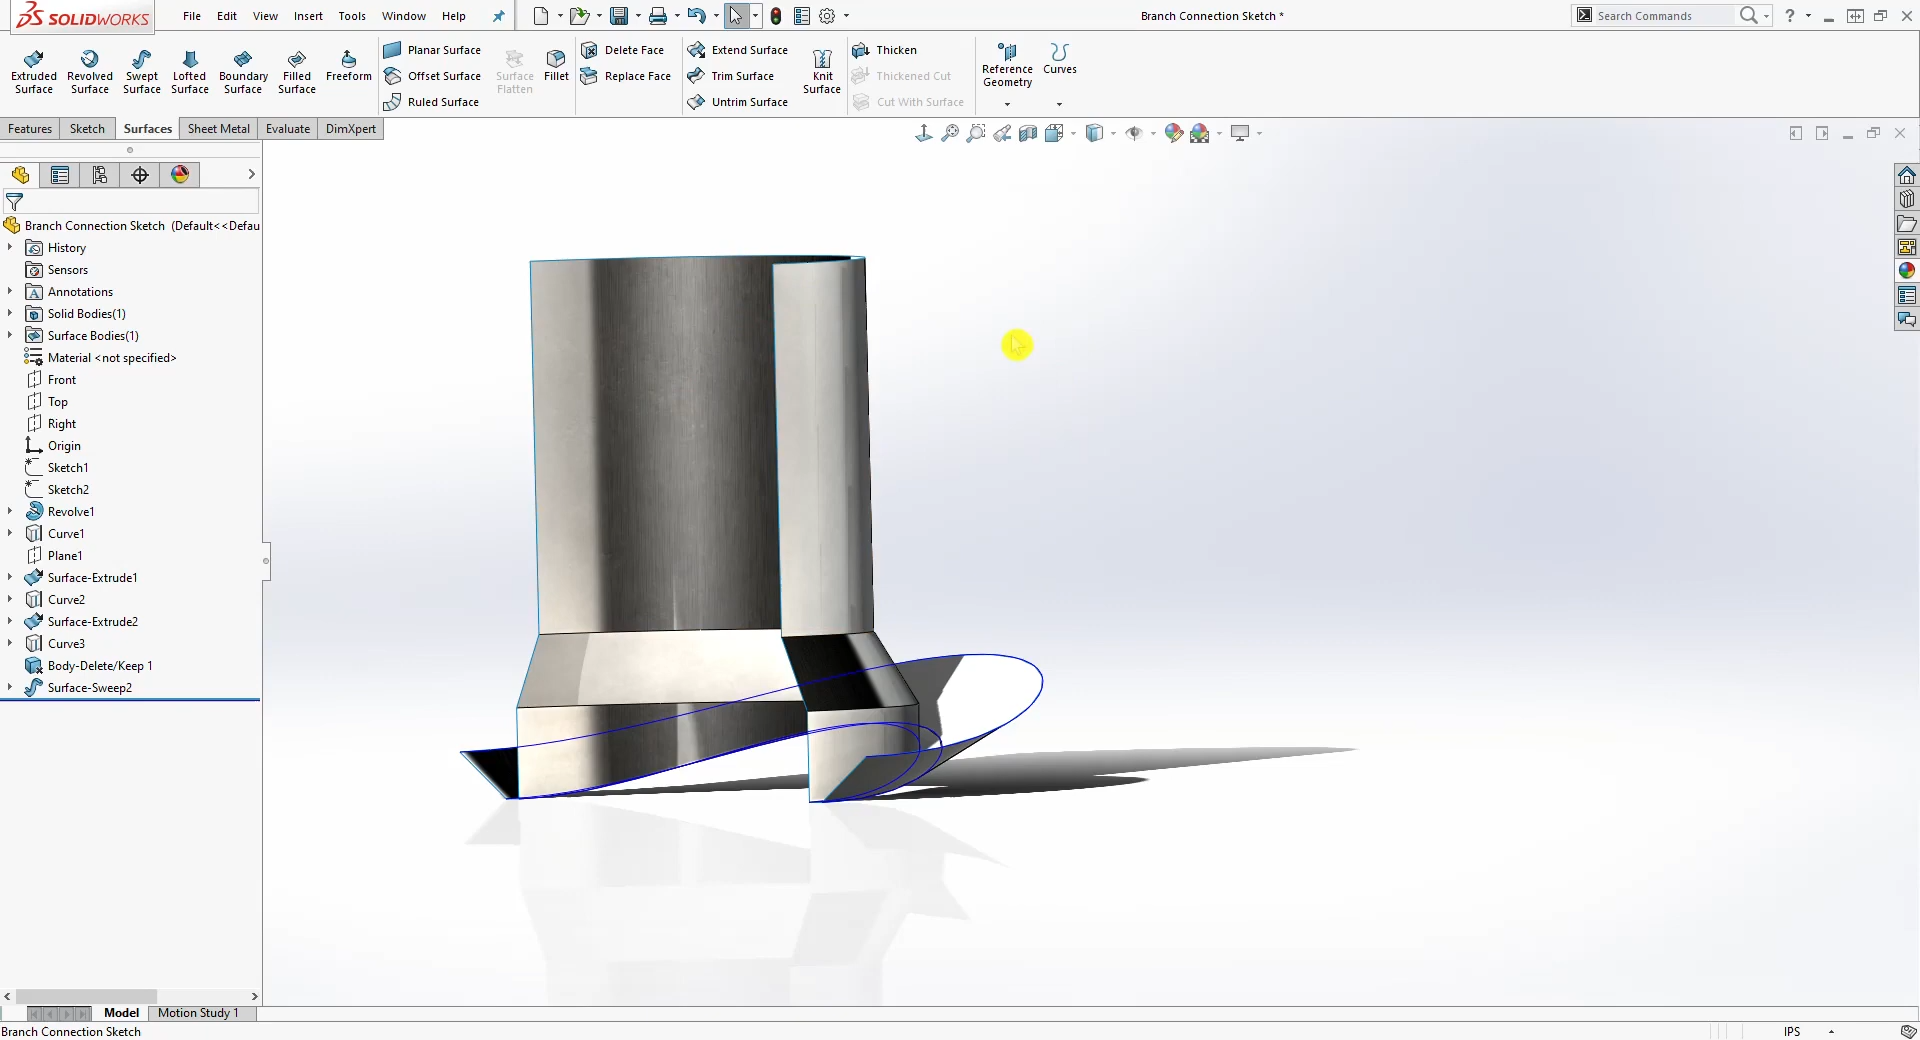 SOLIDWORKS File Edit View Insert Tools Window Help Branch Connection Sketch * Search Commands ?
Extruded Surface
Revolved Surface
Swept Surface
Lofted Surface
Boundary Surface
Filled Surface
Freeform
Planar Surface
Offset Surface
Ruled Surface
Surface Flatten
Fillet
Delete Face
Replace Face
Extend Surface
Trim Surface
Untrim Surface
Knit Surface
Thicken
Thickened Cut
Cut With Surface
Reference Geometry
Curves
Features Sketch Surfaces Sheet Metal Evaluate DimXpert
Branch Connection Sketch (Default<<Defau
History
Sensors
Annotations
Solid Bodies(1)
Surface Bodies(1)
Material <not specified>
Front
Top
Right
Origin
Sketch1
Sketch2
Revolve1
Curve1
Plane1
Surface-Extrude1
Curve2
Surface-Extrude2
Curve3
Body-Delete/Keep 1
Surface-Sweep2
Model Motion Study 1
Branch Connection Sketch IPS